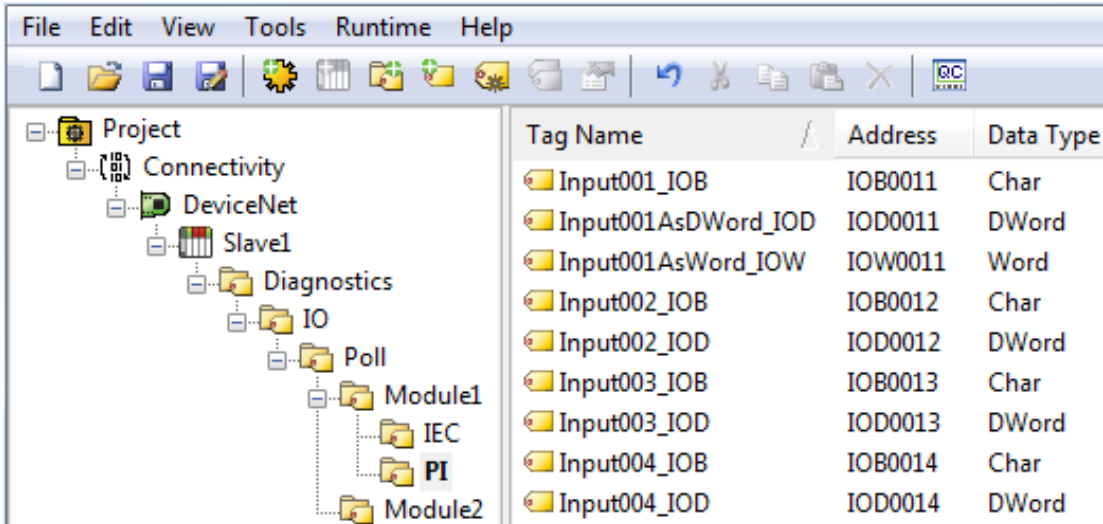 File Edit View Tools Runtime Help
QC
Project
Connectivity
DeviceNet
Slave1
Diagnostics
IO
Poll
Module1
IEC
PI
Module2
Tag Name Address Data Type
Input001_IOB IOB0011 Char
Input001AsDWord_IOD IOD0011 DWord
Input001AsWord_IOW IOW0011 Word
Input002_IOB IOB0012 Char
Input002_IOD IOD0012 DWord
Input003_IOB IOB0013 Char
Input003_IOD IOD0013 DWord
Input004_IOB IOB0014 Char
Input004_IOD IOD0014 DWord